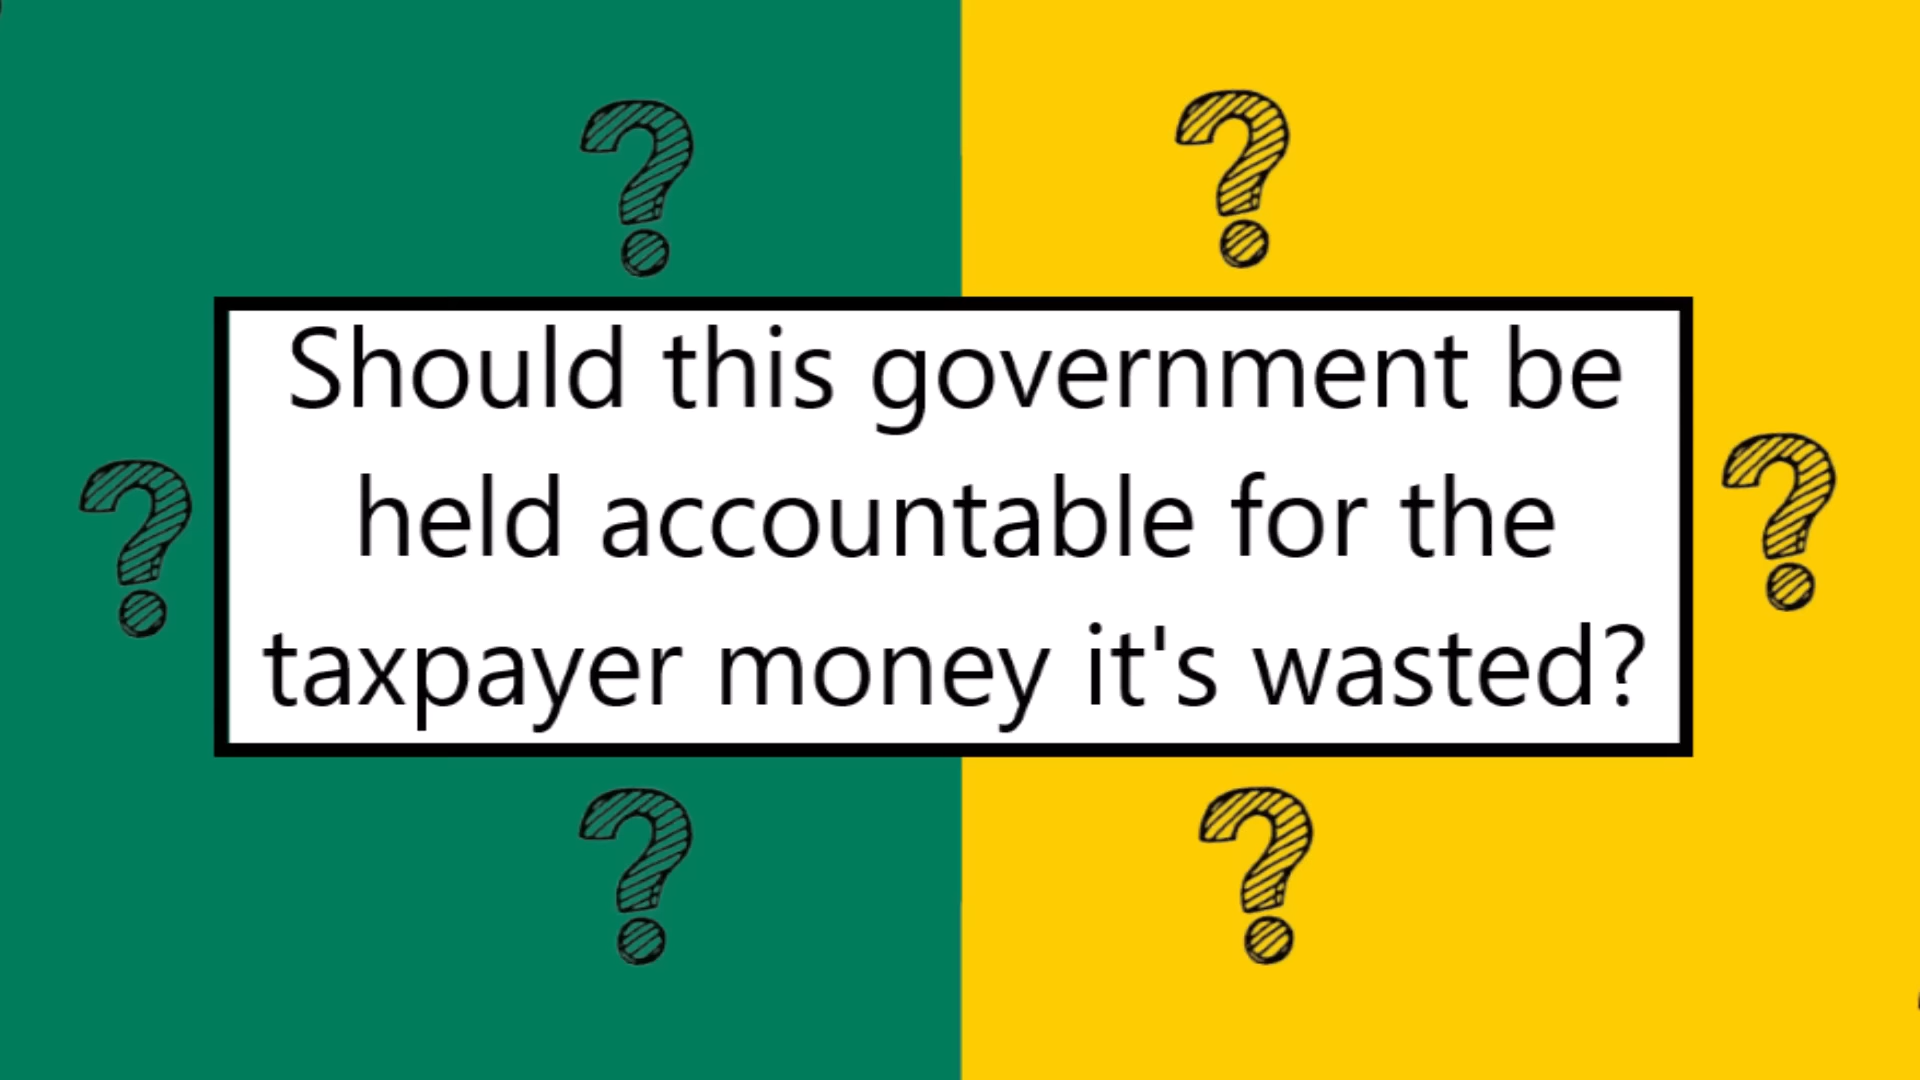 Should this government be
held accountable for the
taxpayer money it's wasted?